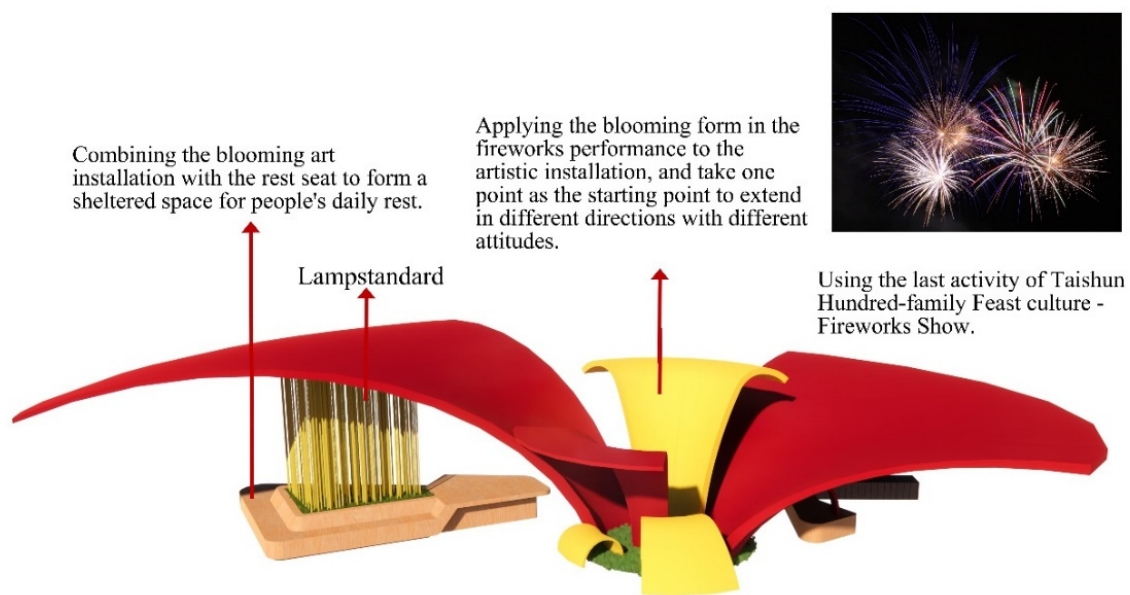 Combining the blooming art
installation with the rest seat to form a
sheltered space for people's daily rest.
Lampstandard
Applying the blooming form in the
fireworks performance to the
artistic installation, and take one
point as the starting point to extend
in different directions with different
attitudes.
Using the last activity of Taishun
Hundred-family Feast culture -
Fireworks Show.